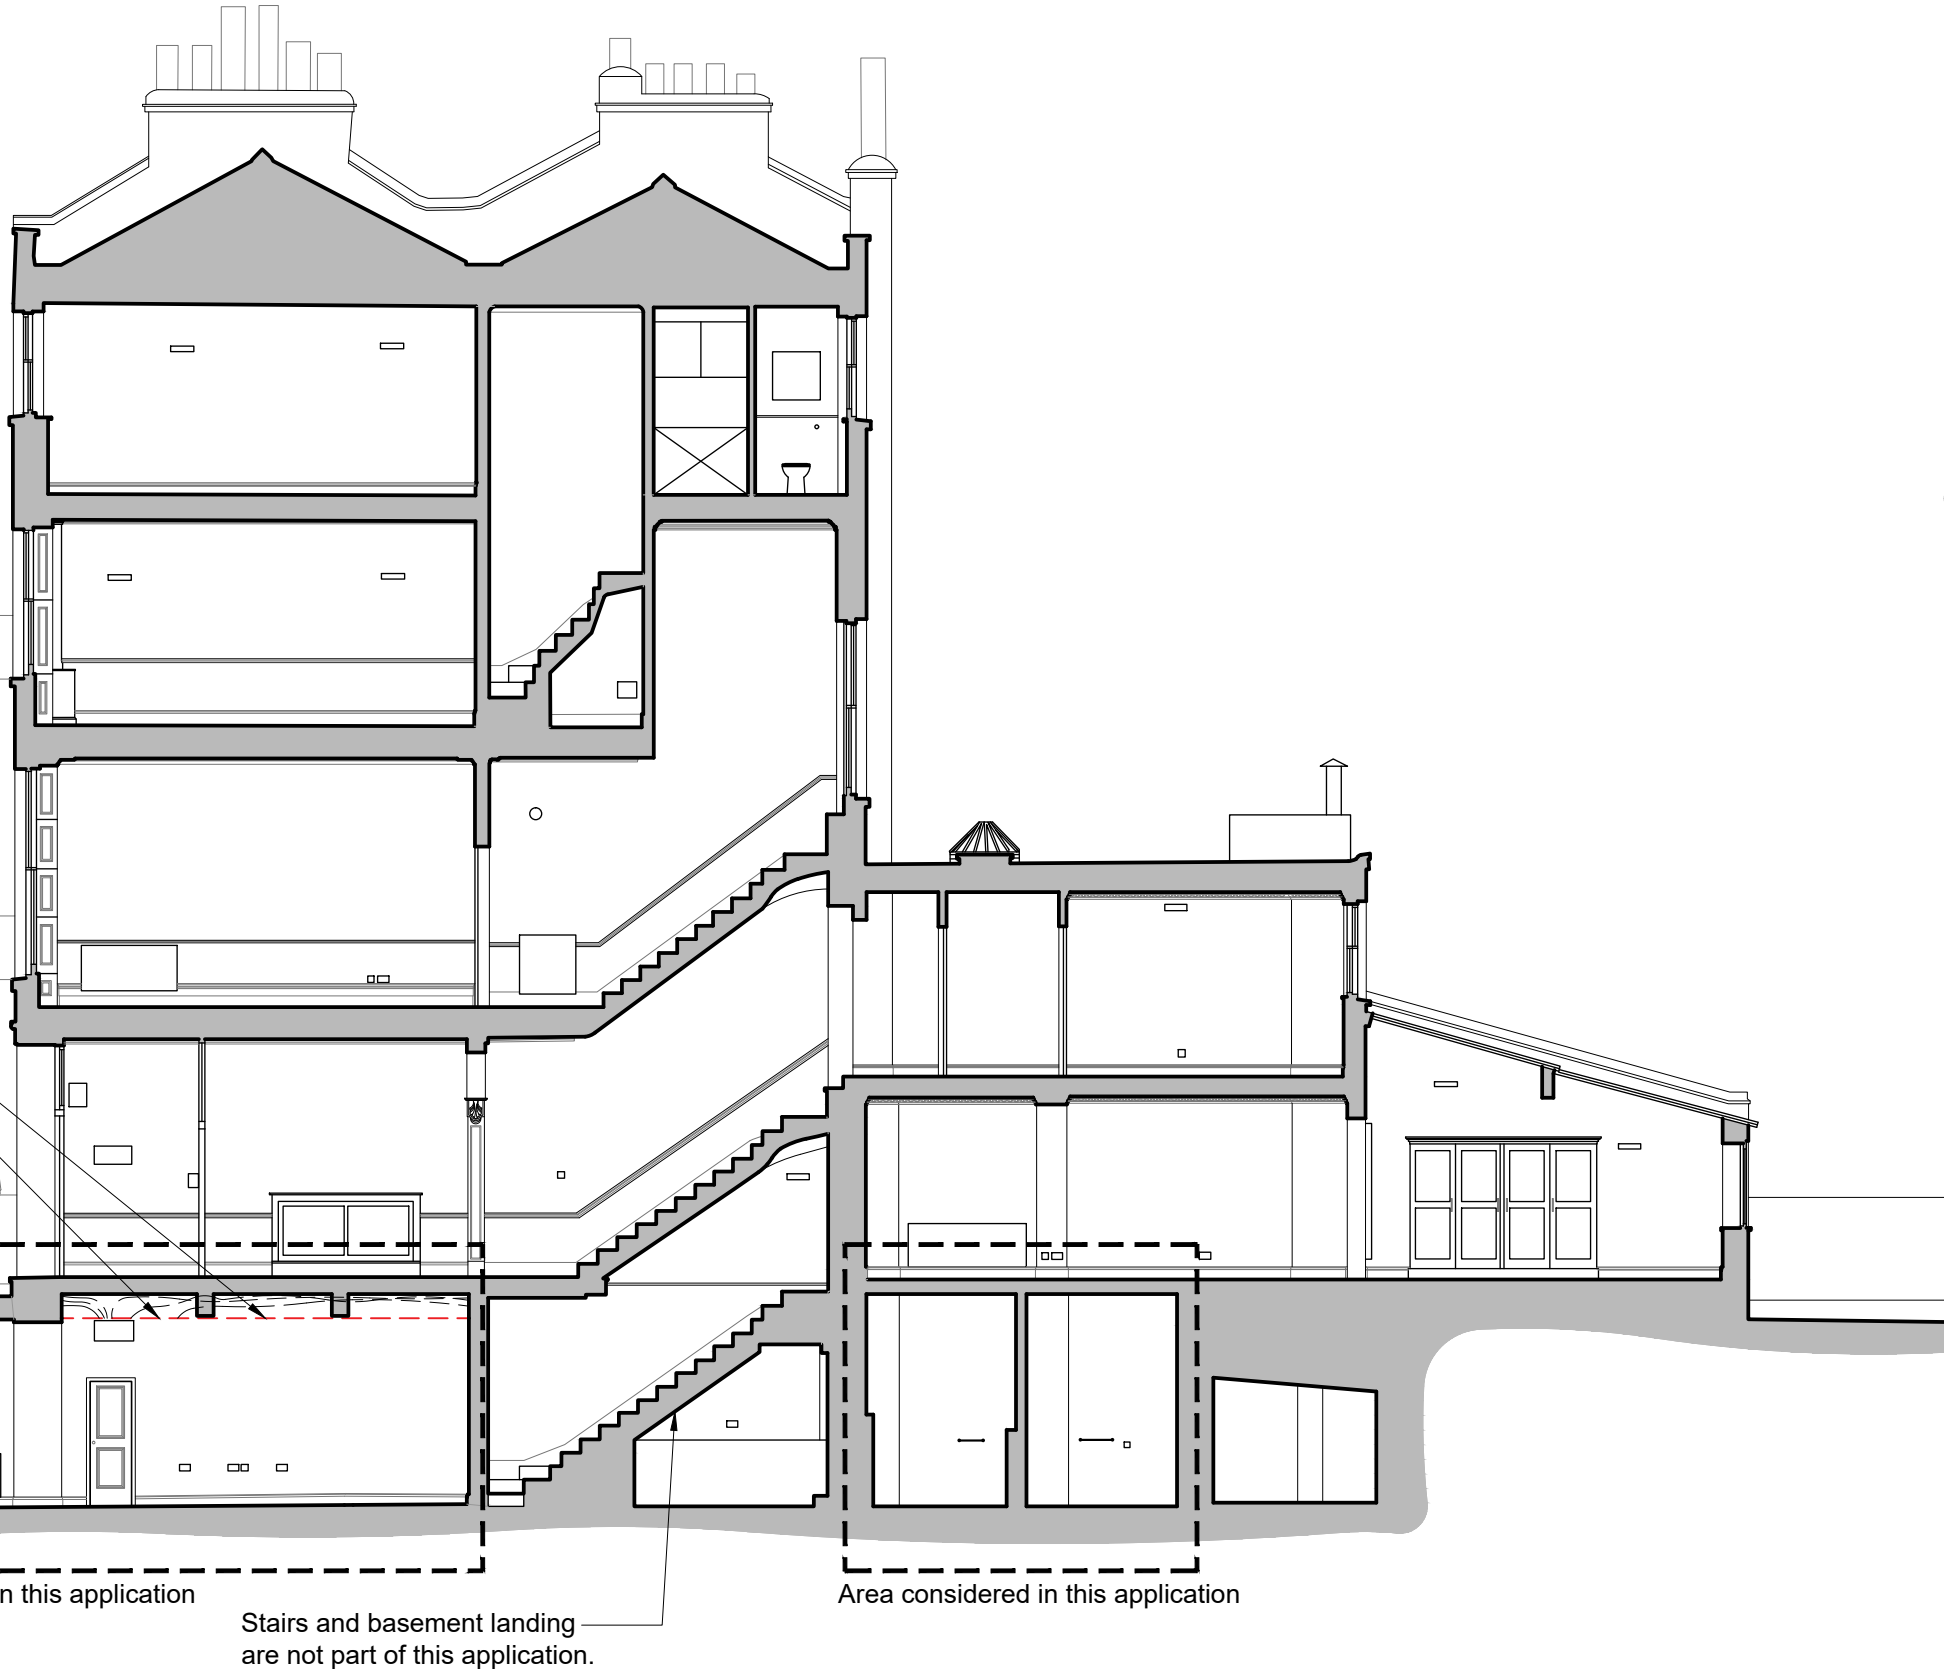 n this application
Area considered in this application
Stairs and basement landing
are not part of this application.